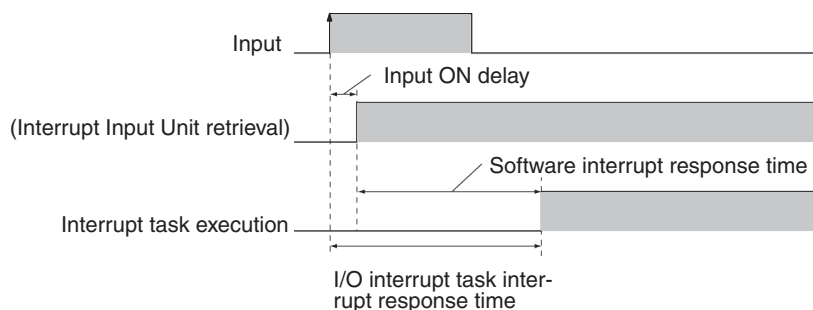 Input
Input ON delay
(Interrupt Input Unit retrieval)
Software interrupt response time
Interrupt task execution
I/O interrupt task inter-
rupt response time